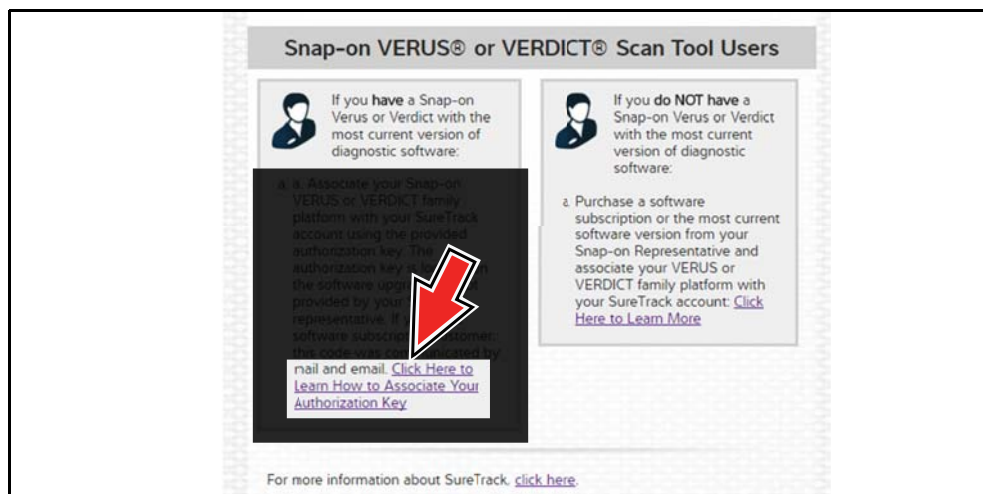 Snap-on VERUS® or VERDICT® Scan Tool Users
If you have a Snap-on
Verus or Verdict with the
most current version of
diagnostic software:
a. a. Associate your Snap-on
VERUS or VERDICT family
platform with your SureTrack
account using the provided
authorization key. The
authorization key is
the software
provided by your
representative. If
software
this code was communicated by
mail and email. Click Here to
Learn How to Associate Your
Authorization Key
If you do NOT have a
Snap-on Verus or Verdict
with the most current
version of diagnostic
software:
a. Purchase a software
subscription or the most current
software version from your
Snap-on Representative and
associate your VERUS or
VERDICT family platform with
your SureTrack account: Click
Here to Learn More
For more information about SureTrack, click here.